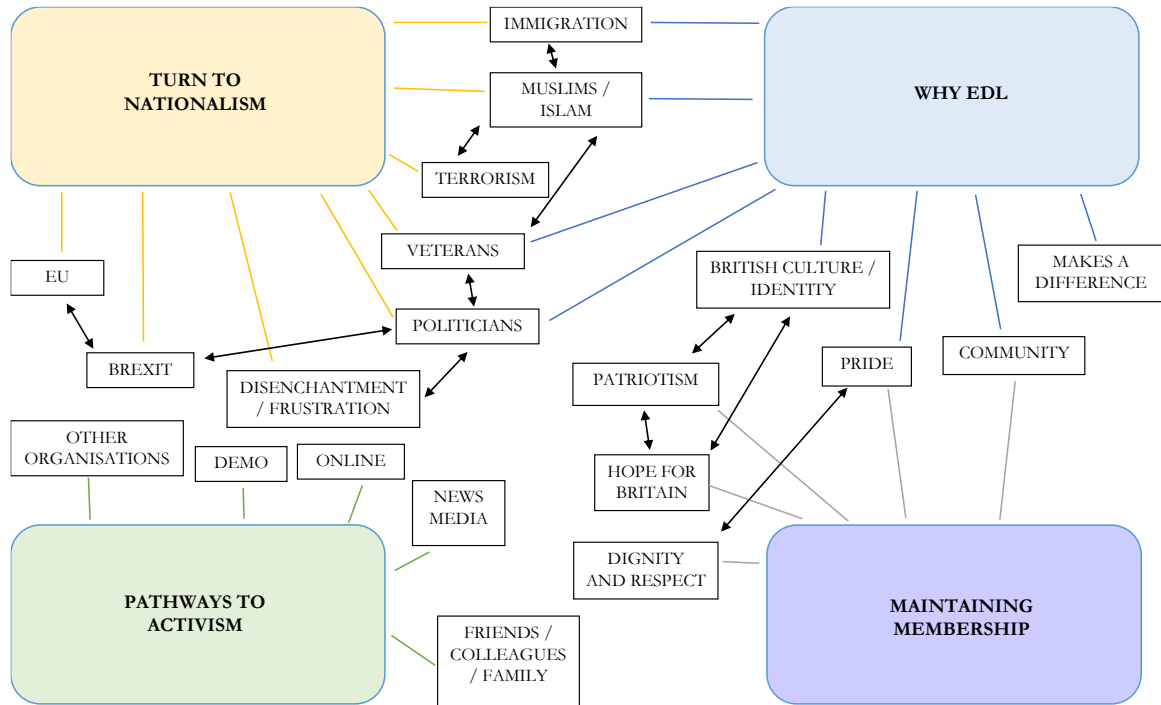 IMMIGRATION
TURN TO
NATIONALISM
MUSLIMS /
ISLAM
WHY EDL
TERRORISM
VETERANS
EU
BRITISH CULTURE /
IDENTITY
MAKES A
DIFFERENCE
POLITICIANS
BREXIT
DISENCHANTMENT
/ FRUSTRATION
PATRIOTISM
PRIDE
COMMUNITY
OTHER
ORGANISATIONS
DEMO
ONLINE
NEWS
MEDIA
HOPE FOR
BRITAIN
DIGNITY
AND RESPECT
PATHWAYS TO
ACTIVISM
FRIENDS /
COLLEAGUES
/ FAMILY
MAINTAINING
MEMBERSHIP